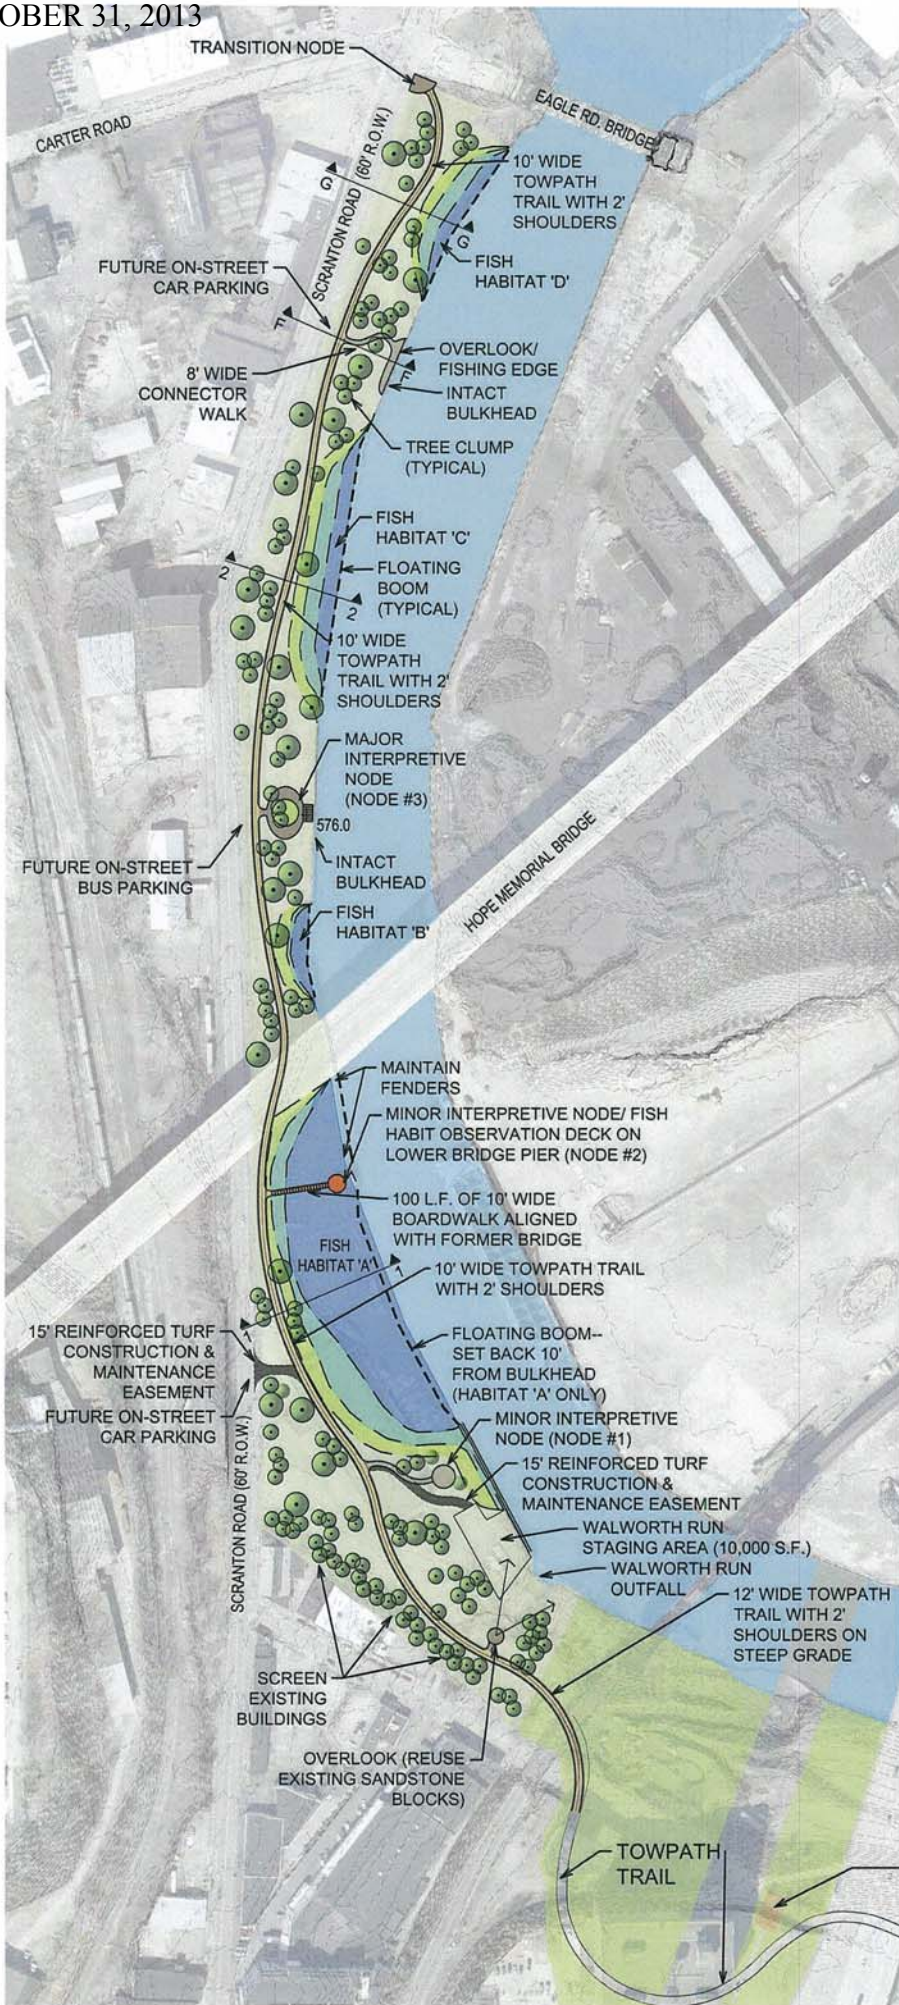 OBER 31, 2013
TRANSITION NODE
CARTER ROAD
EAGLE RD. BRIDGE
SCRANTON ROAD (60' R.O.W.)
10' WIDE
TOWPATH
TRAIL WITH 2'
SHOULDERS
G
G
FISH
HABITAT 'D'
FUTURE ON-STREET
CAR PARKING
F
F
OVERLOOK/
FISHING EDGE
8' WIDE
CONNECTOR
WALK
INTACT
BULKHEAD
TREE CLUMP
(TYPICAL)
FISH
HABITAT 'C'
FLOATING
BOOM
(TYPICAL)
2
2
10' WIDE
TOWPATH
TRAIL WITH 2'
SHOULDERS
MAJOR
INTERPRETIVE
NODE
(NODE #3)
576.0
FUTURE ON-STREET
BUS PARKING
INTACT
BULKHEAD
HOPE MEMORIAL BRIDGE
FISH
HABITAT 'B'
MAINTAIN
FENDERS
MINOR INTERPRETIVE NODE/ FISH
HABIT OBSERVATION DECK ON
LOWER BRIDGE PIER (NODE #2)
100 L.F. OF 10' WIDE
BOARDWALK ALIGNED
WITH FORMER BRIDGE
FISH
HABITAT 'A'
1
1
10' WIDE TOWPATH TRAIL
WITH 2' SHOULDERS
15' REINFORCED TURF
CONSTRUCTION &
MAINTENANCE
EASEMENT
FLOATING BOOM--
SET BACK 10'
FROM BULKHEAD
(HABITAT 'A' ONLY)
FUTURE ON-STREET
CAR PARKING
SCRANTON ROAD (60' R.O.W.)
MINOR INTERPRETIVE
NODE (NODE #1)
15' REINFORCED TURF
CONSTRUCTION &
MAINTENANCE EASEMENT
WALWORTH RUN
STAGING AREA (10,000 S.F.)
WALWORTH RUN
OUTFALL
12' WIDE TOWPATH
TRAIL WITH 2'
SHOULDERS ON
STEEP GRADE
SCREEN
EXISTING
BUILDINGS
OVERLOOK (REUSE
EXISTING SANDSTONE
BLOCKS)
TOWPATH
TRAIL